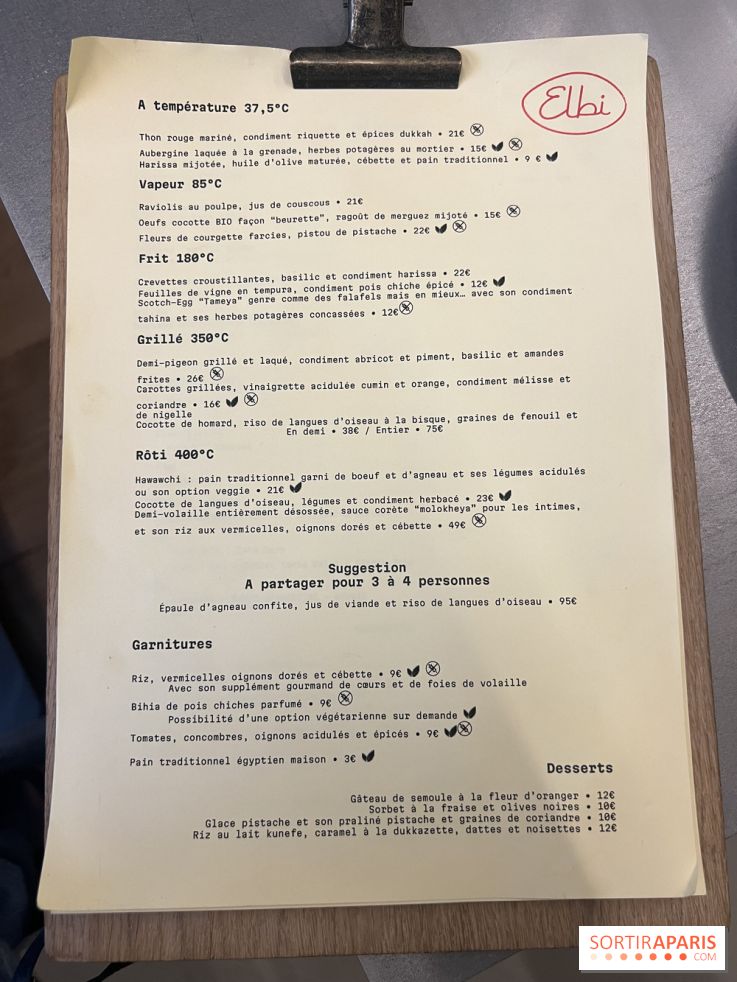 Elbi
A température 37,5°C
Thon rouge mariné, condiment riquette et épices dukkah • 21€
Aubergine laquée à la grenade, herbes potagères au mortier • 15€
Harissa mijotée, huile d'olive maturée, cébette et pain traditionnel • 9 €
Vapeur 85°C
Raviolis au poulpe, jus de couscous • 21€
Oeufs cocotte BIO façon "beurette", ragoût de merguez mijoté • 15€
Fleurs de courgette farcies, pistou de pistache • 22€
Frit 180°C
Crevettes croustillantes, basilic et condiment harissa • 22€
Feuilles de vigne en tempura, condiment pois chiche épicé • 12€
Scotch-Egg "Tameya" genre comme des falafels mais en mieux… avec son condiment
tahina et ses herbes potagères concassées • 12€
Grillé 350°C
Demi-pigeon grillé et laqué, condiment abricot et piment, basilic et amandes
frites • 26€
Carottes grillées, vinaigrette acidulée cumin et orange, condiment mélisse et
coriandre • 16€
de nigelle
Cocotte de homard, riso de langues d'oiseau à la bisque, graines de fenouil et
En demi • 38€ / Entier • 75€
Rôti 400°C
Hawawchi : pain traditionnel garni de boeuf et d'agneau et ses légumes acidulés
ou son option veggie • 21€
Cocotte de langues d'oiseau, légumes et condiment herbacé • 23€
Demi-volaille entièrement désossée, sauce corète "molokheya" pour les intimes,
et son riz aux vermicelles, oignons dorés et cébette • 49€
Suggestion
A partager pour 3 à 4 personnes
Épaule d'agneau confite, jus de viande et riso de langues d'oiseau • 95€
Garnitures
Riz, vermicelles oignons dorés et cébette • 9€
Avec son supplément gourmand de cœurs et de foies de volaille
Bihia de pois chiches parfumé • 9€
Possibilité d'une option végétarienne sur demande
Tomates, concombres, oignons acidulés et épicés • 9€
Pain traditionnel égyptien maison • 3€
Desserts
Gâteau de semoule à la fleur d'oranger • 12€
Sorbet à la fraise et olives noires • 10€
Glace pistache et son praliné pistache et graines de coriandre • 10€
Riz au lait kunefe, caramel à la dukkazette, dattes et noisettes • 12€
SORTIRAPARIS
.COM